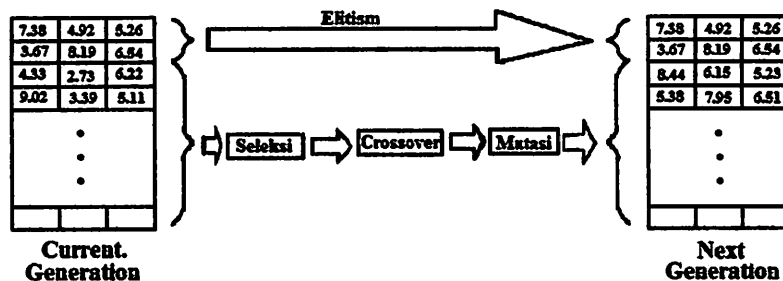 Elitism
7.38 4.92 5.26
3.67 8.19 6.54
4.33 2.73 6.22
9.02 3.39 5.11
Seleksi
Crossover
Mutasi
7.38 4.92 5.26
3.67 8.19 6.54
8.44 6.15 5.23
5.38 7.95 6.51
Current.
Generation
Next
Generation